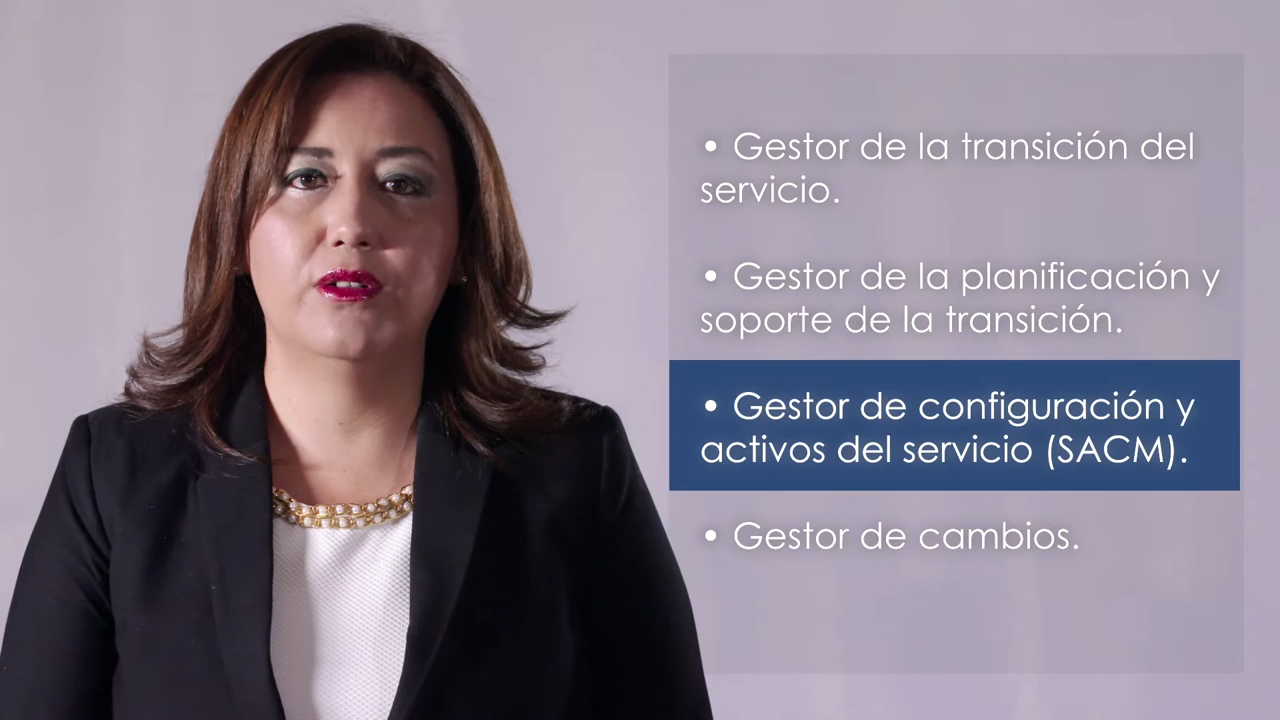 • Gestor de la transición del
servicio.
• Gestor de la planificación y
soporte de la transición.
• Gestor de configuración y
activos del servicio (SACM).
• Gestor de cambios.